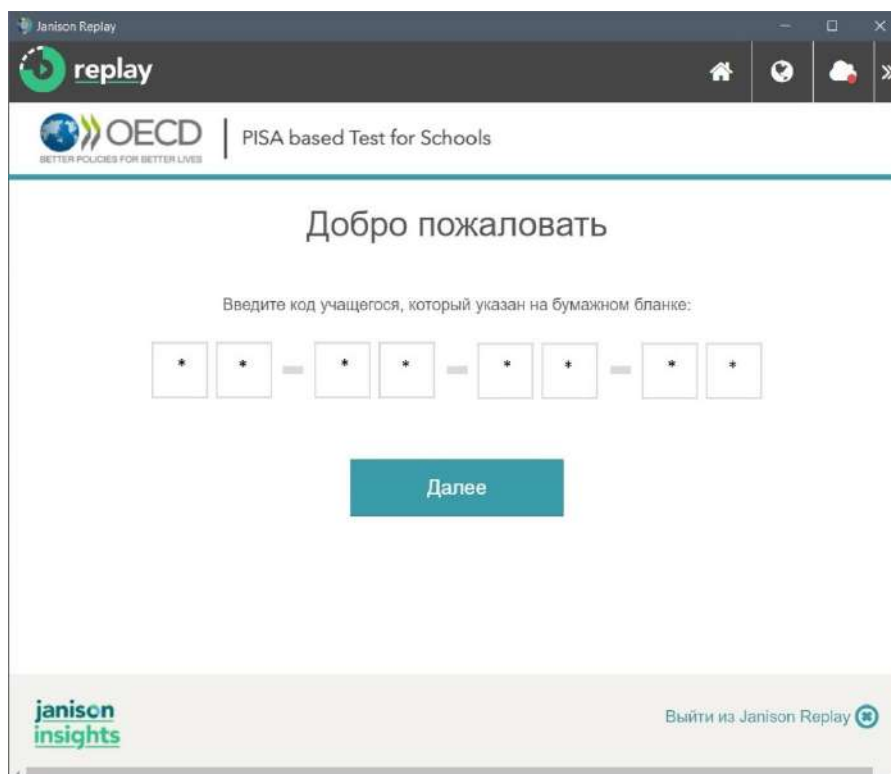 Janison Replay
replay
OECD
BETTER POLICIES FOR BETTER LIVES
PISA based Test for Schools
Добро пожаловать
Введите код учащегося, который указан на бумажном бланке:
* * - * * - * * - * *
Далее
janison
insights
Выйти из Janison Replay